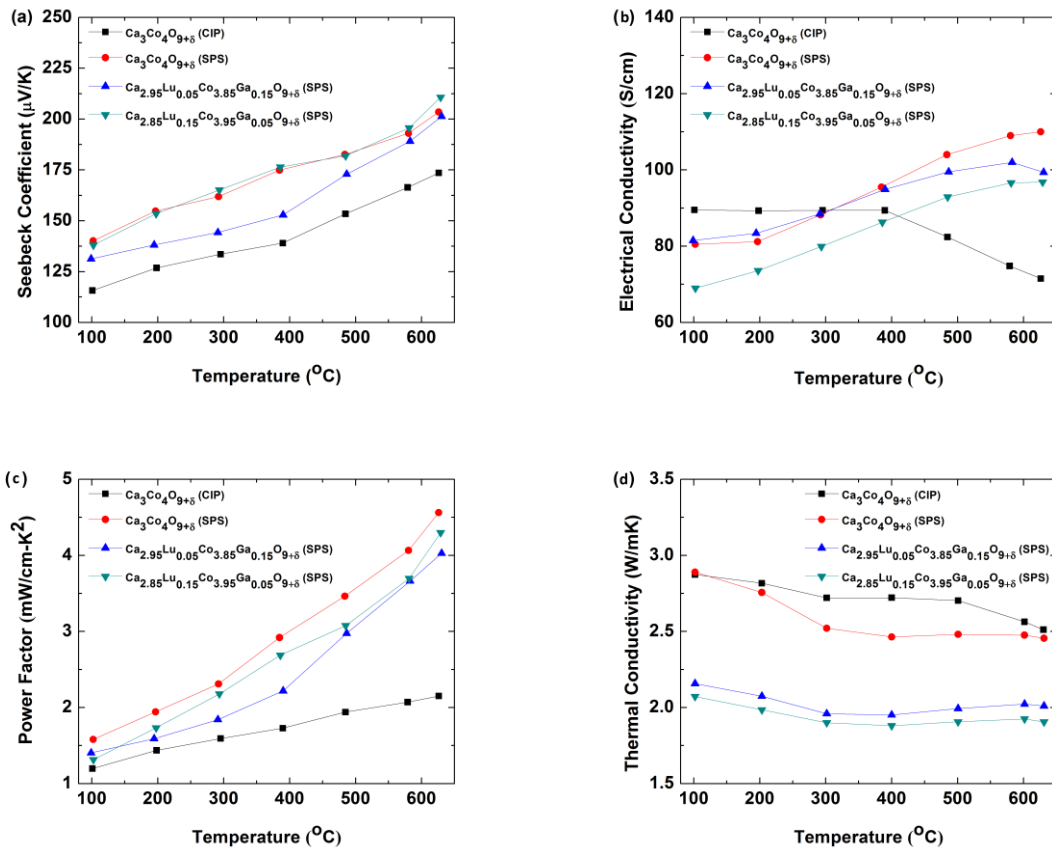 (a)
250
225
200
175
150
125
100
Seebeck Coefficient (μV/K)
Ca3Co4O9+δ (CIP)
Ca3Co4O9+δ (SPS)
Ca2.95Lu0.05Co3.85Ga0.15O9+δ (SPS)
Ca2.85Lu0.15Co3.95Ga0.05O9+δ (SPS)
100 200 300 400 500 600
Temperature (OC)
(b)
140
120
100
80
60
Electrical Conductivity (S/cm)
Ca3Co4O9+δ (CIP)
Ca3Co4O9+δ (SPS)
Ca2.95Lu0.05Co3.85Ga0.15O9+δ (SPS)
Ca2.85Lu0.15Co3.95Ga0.05O9+δ (SPS)
100 200 300 400 500 600
Temperature (OC)
(c)
5
4
3
2
1
Power Factor (mW/cm-K2)
Ca3Co4O9+δ (CIP)
Ca3Co4O9+δ (SPS)
Ca2.95Lu0.05Co3.85Ga0.15O9+δ (SPS)
Ca2.85Lu0.15Co3.95Ga0.05O9+δ (SPS)
100 200 300 400 500 600
Temperature (OC)
(d)
3.5
3.0
2.5
2.0
1.5
Thermal Conductivity (W/mK)
Ca3Co4O9+δ (CIP)
Ca3Co4O9+δ (SPS)
Ca2.95Lu0.05Co3.85Ga0.15O9+δ (SPS)
Ca2.85Lu0.15Co3.95Ga0.05O9+δ (SPS)
100 200 300 400 500 600
Temperature (OC)